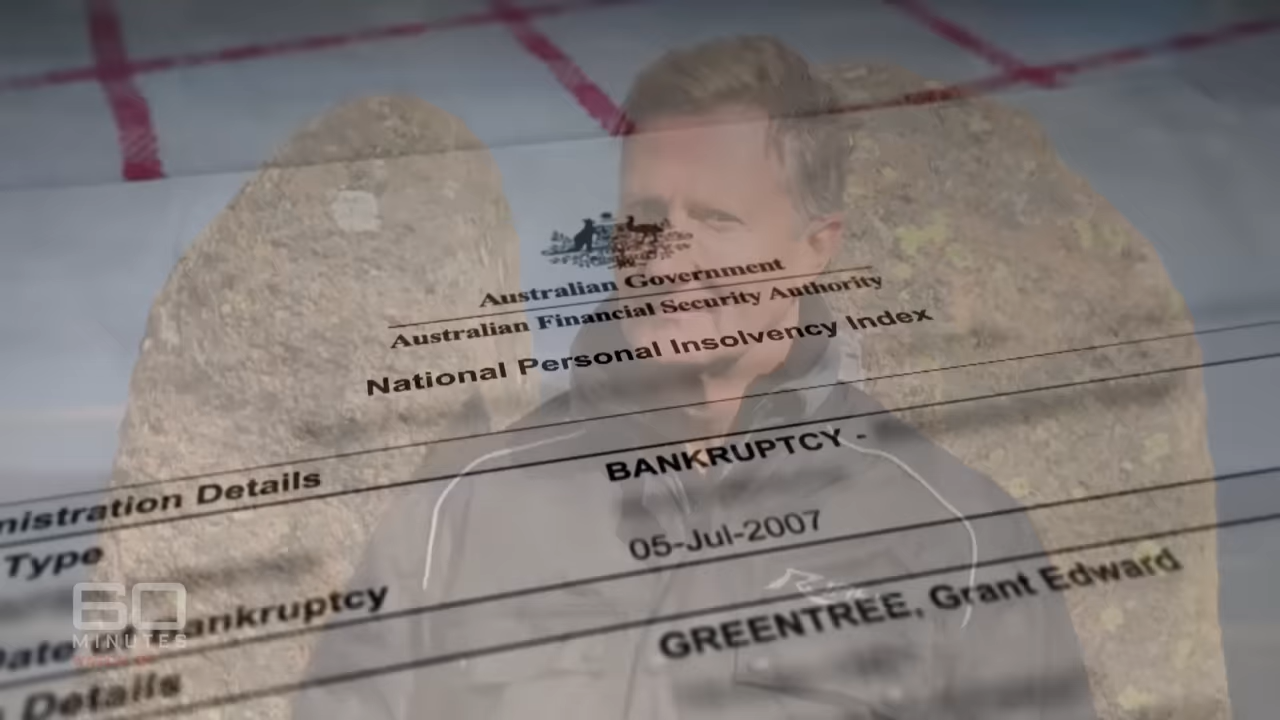 Australian Government
Australian Financial Security Authority
National Personal Insolvency Index
nistration Details
Type
BANKRUPTCY -
Date ankruptcy
05-Jul-2007
Details
GREENTREE, Grant Edward
60
MINUTES